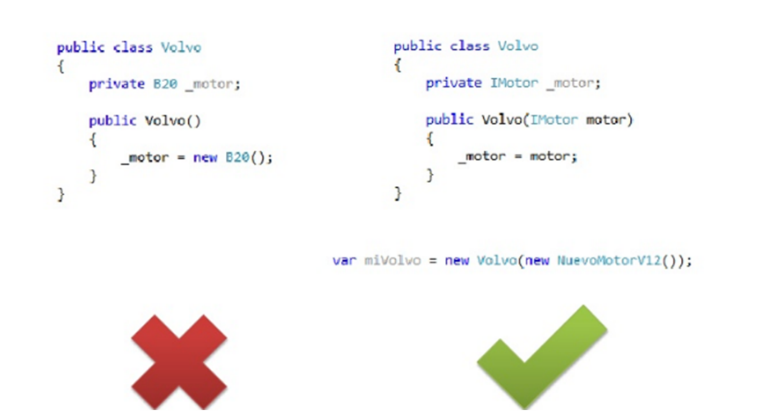 public class Volvo
{
private B20 _motor;
public Volvo()
{
_motor = new B20();
}
}
public class Volvo
{
private IMotor _motor;
public Volvo(IMotor motor)
{
_motor = motor;
}
}
var miVolvo = new Volvo(new NuevoMotorV12());